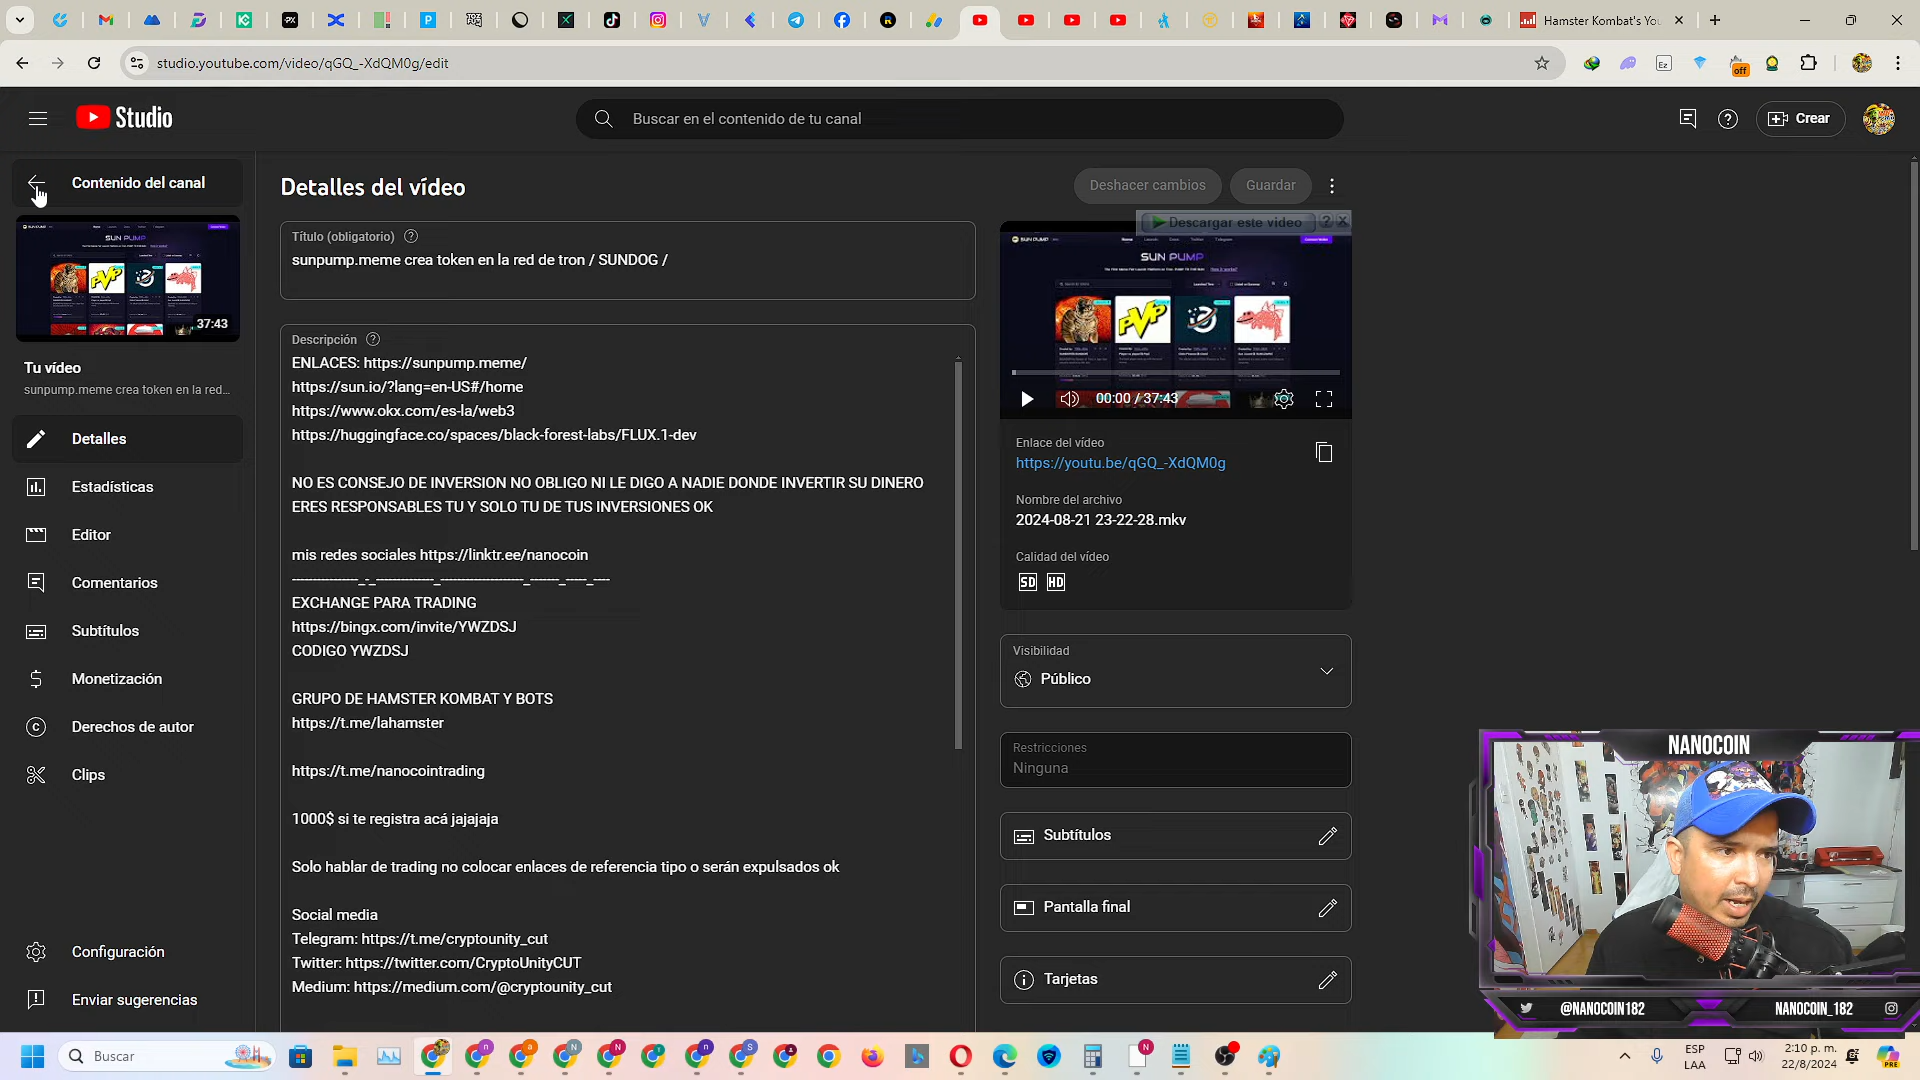 Hamster Kombat's You
studio.youtube.com/video/qGQ_-XdQM0g/edit
off
Studio
Buscar en el contenido de tu canal
Crear
Contenido del canal
37:43
Tu vídeo
sunpump.meme crea token en la red...
Detalles
Estadísticas
Editor
Comentarios
Subtítulos
Monetización
Derechos de autor
Clips
Configuración
Enviar sugerencias
Detalles del vídeo
Deshacer cambios
Guardar
Título (obligatorio)
sunpump.meme crea token en la red de tron / SUNDOG /
Descripción
ENLACES: https://sunpump.meme/
https://sun.io/?lang=en-US#/home
https://www.okx.com/es-la/web3
https://huggingface.co/spaces/black-forest-labs/FLUX.1-dev
NO ES CONSEJO DE INVERSION NO OBLIGO NI LE DIGO A NADIE DONDE INVERTIR SU DINERO
ERES RESPONSABLES TU Y SOLO TU DE TUS INVERSIONES OK
mis redes sociales https://linktr.ee/nanocoin
EXCHANGE PARA TRADING
https://bingx.com/invite/YWZDSJ
CODIGO YWZDSJ
GRUPO DE HAMSTER KOMBAT Y BOTS
https://t.me/lahamster
https://t.me/nanocointrading
1000$ si te registra acá jajajaja
Solo hablar de trading no colocar enlaces de referencia tipo o serán expulsados ok
Social media
Telegram: https://t.me/cryptounity_cut
Twitter: https://twitter.com/CryptoUnityCUT
Medium: https://medium.com/@cryptounity_cut
Descargar este video
SUN PUMP
PVP
00:00 / 37:43
Enlace del vídeo
https://youtu.be/qGQ_-XdQM0g
Nombre del archivo
2024-08-21 23-22-28.mkv
Calidad del vídeo
SD HD
Visibilidad
Público
Restricciones
Ninguna
Subtítulos
Pantalla final
Tarjetas
NANOCOIN
@NANOCOIN182
NANOCOIN_182
Buscar
ESP
LAA
2:10 p. m.
22/8/2024